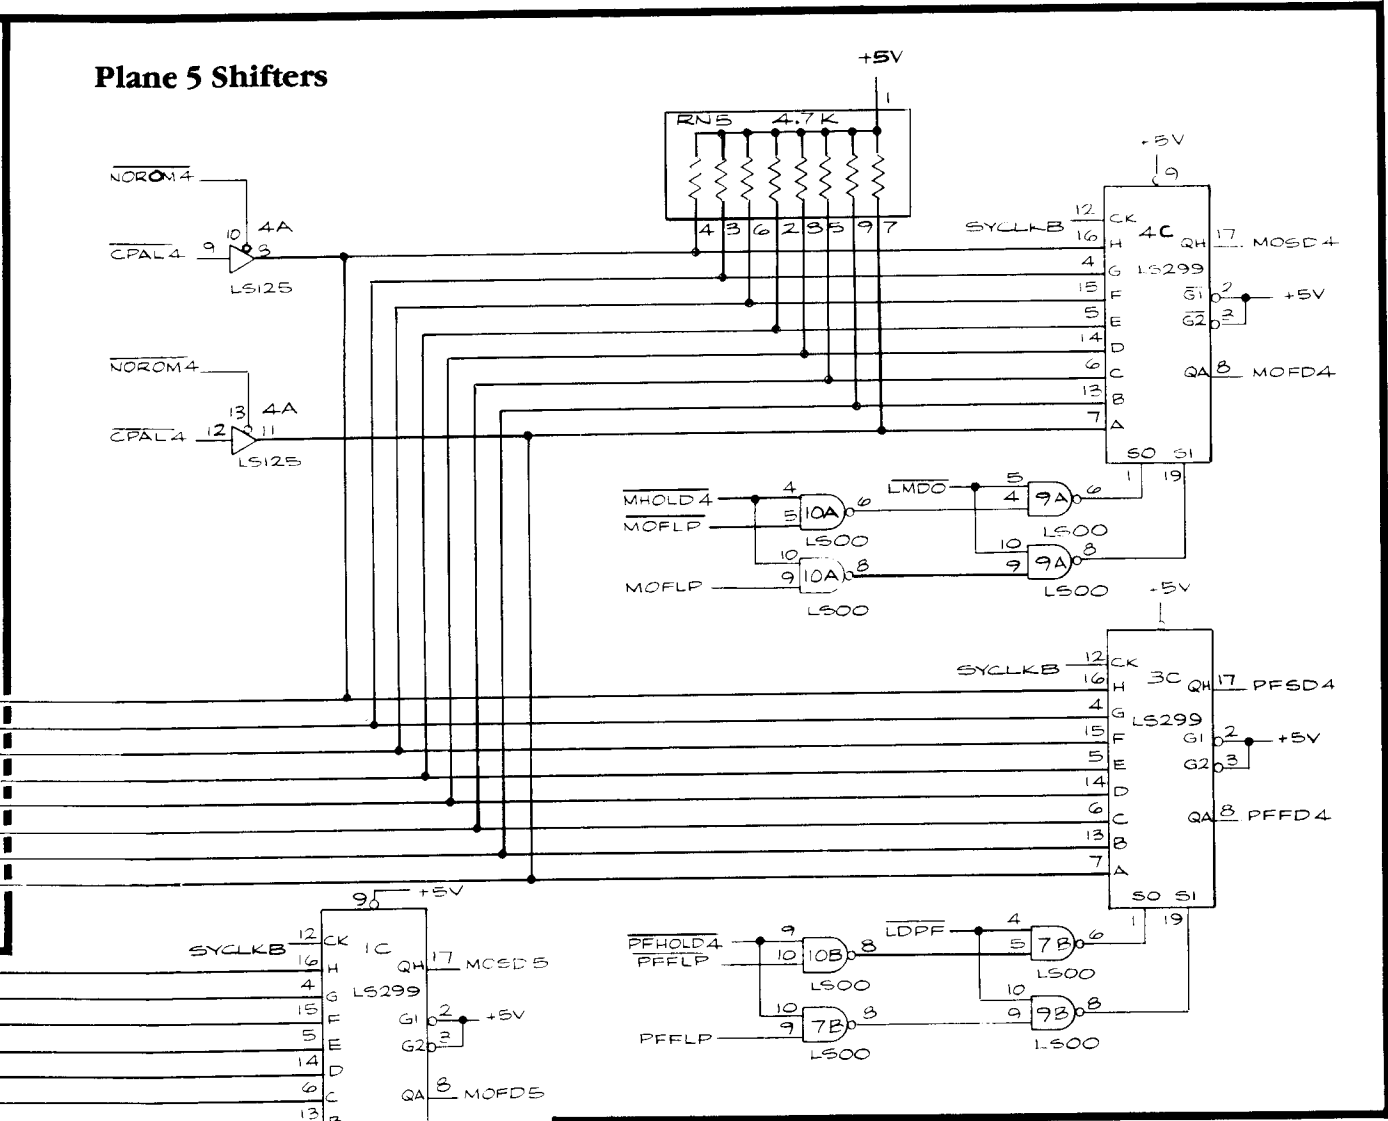 Plane 5 Shifters
+5V
1
RN5 4.7K
4 3 6 2 8 5 9 7
NOROM4
10 4A
CPAL4 9 8
LS125
NOROM4
13 4A
CPAL4 12 11
LS125
+5V
9
SYCLKB 12 CK
4C
LS299
16 H
4 G
15 F
5 E
14 D
6 C
13 B
7 A
QH 17 MOSD4
G1 2
+5V
G2 3
QA 8 MOFD4
S0 S1
1 19
MHOLD4 4
MOFLP 5
10A 6
LS00
10
MOFLP 9
10A 8
LS00
LMDO 5
4
9A 6
LS00
10
9
9A 8
LS00
+5V
SYCLKB 12 CK
3C
LS299
16 H
4 G
15 F
5 E
14 D
6 C
13 B
7 A
QH 17 PFSD4
G1 2
+5V
G2 3
QA 8 PFFD4
S0 S1
1 19
PFHOLD4 9
PFFLP 10
10B 8
LS00
10
PFFLP 9
7B 8
LS00
LDPF 4
5
7B 6
LS00
10
9
9B 8
LS00
9 +5V
SYCLKB 12 CK
1C
LS299
16 H
4 G
15 F
5 E
14 D
6 C
13
QH 17 MOSD5
G1 2
+5V
G2 3
QA 8 MOFD5